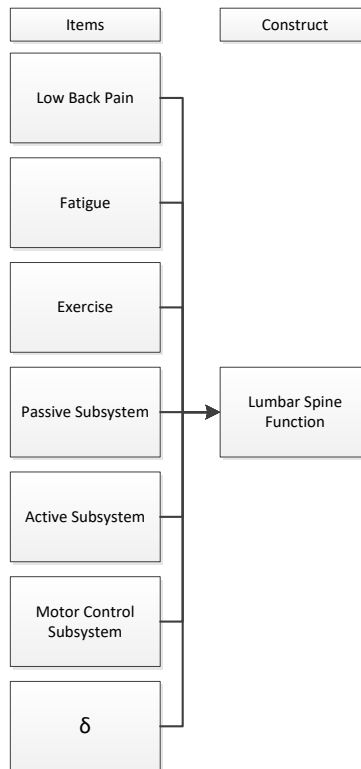 Items
Construct
Low Back Pain
Fatigue
Exercise
Passive Subsystem
Lumbar Spine
Function
Active Subsystem
Motor Control
Subsystem
δ